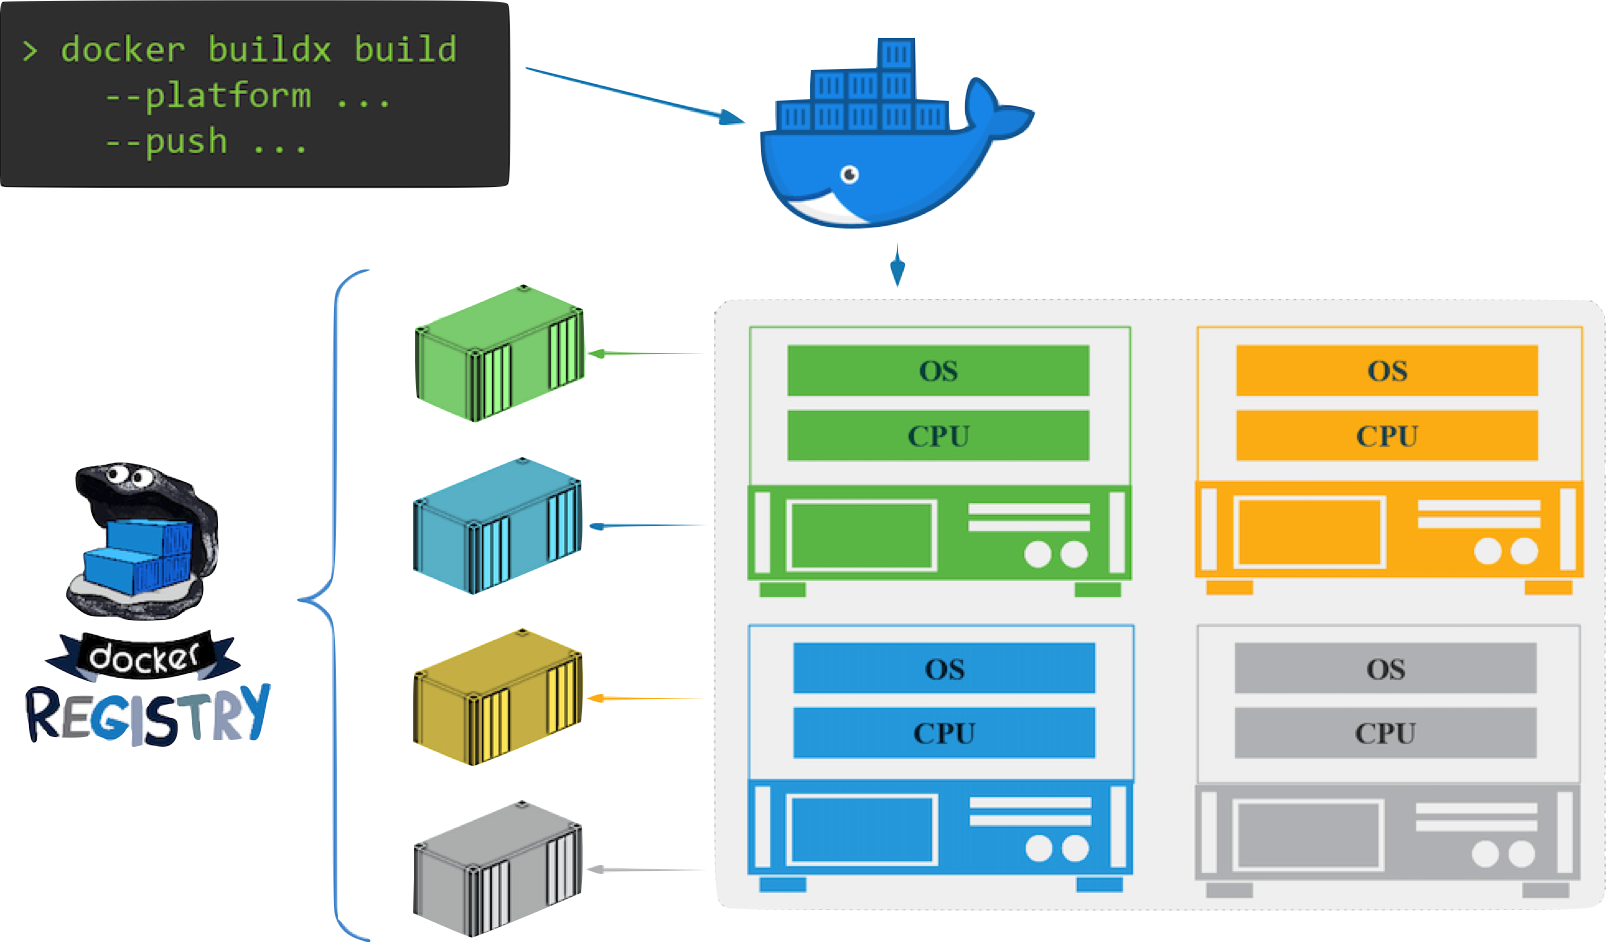 > docker buildx build
--platform ...
--push ...
OS
CPU
OS
CPU
OS
CPU
OS
CPU
docker
REGISTRY